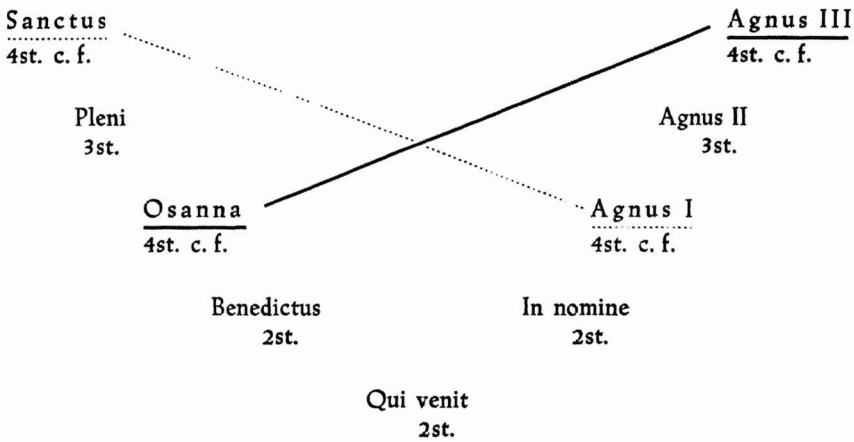 Sanctus
4st. c. f.
Agnus III
4st. c. f.
Pleni
3st.
Agnus II
3st.
Osanna
4st. c. f.
Agnus I
4st. c. f.
Benedictus
2st.
In nomine
2st.
Qui venit
2st.